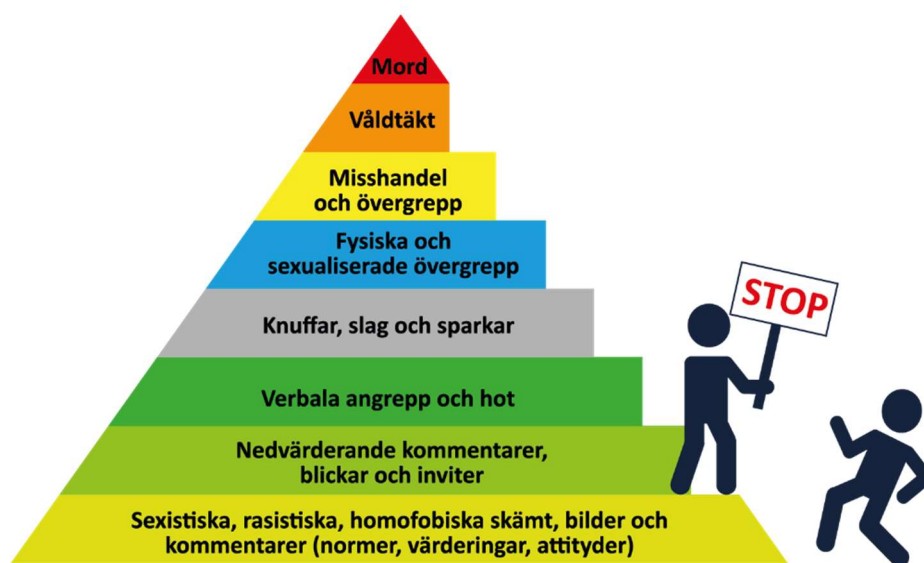 Mord
Våldtäkt
Misshandel
och övergrepp
Fysiska och
sexualiserade övergrepp
Knuffar, slag och sparkar
STOP
Verbala angrepp och hot
Nedvärderande kommentarer,
blickar och inviter
Sexistiska, rasistiska, homofobiska skämt, bilder och
kommentarer (normer, värderingar, attityder)